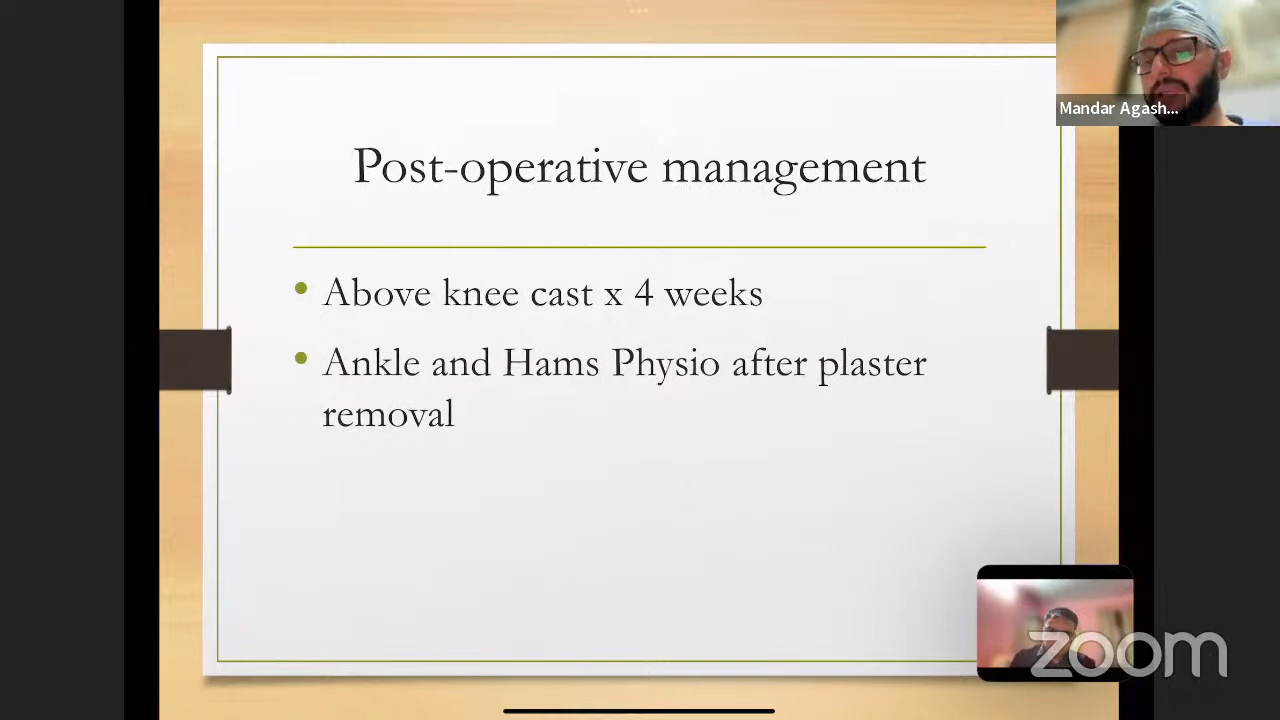 Mandar Agash...
Post-operative management
• Above knee cast x 4 weeks
• Ankle and Hams Physio after plaster
removal
zoom